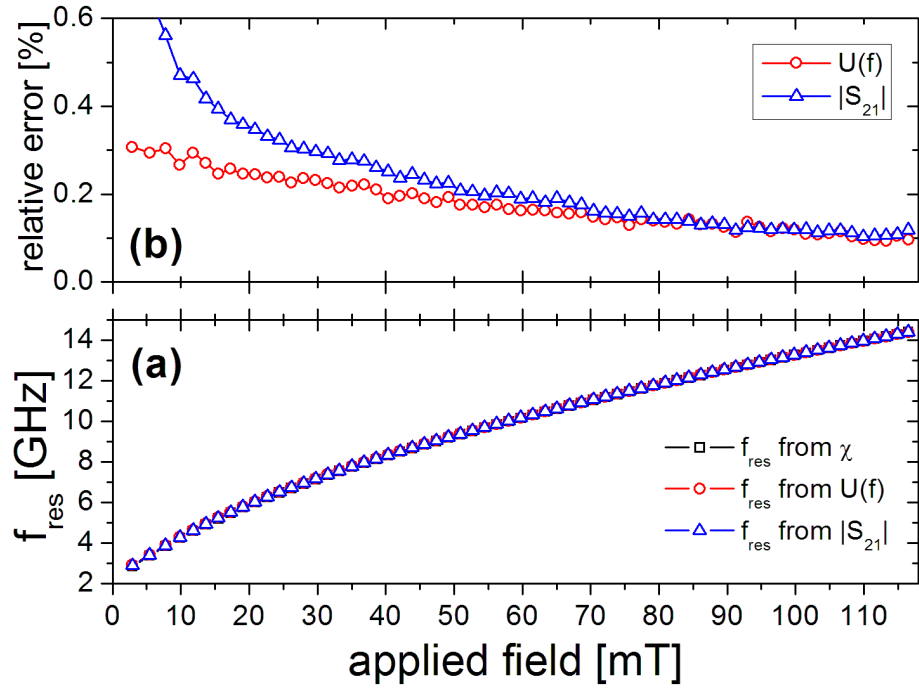 0.6
0.4
0.2
0.0
relative error [%]
U(f)
|S21|
(b)
14
12
10
8
6
4
2
fres [GHz]
(a)
fres from χ
fres from U(f)
fres from |S21|
0 10 20 30 40 50 60 70 80 90 100 110
applied field [mT]